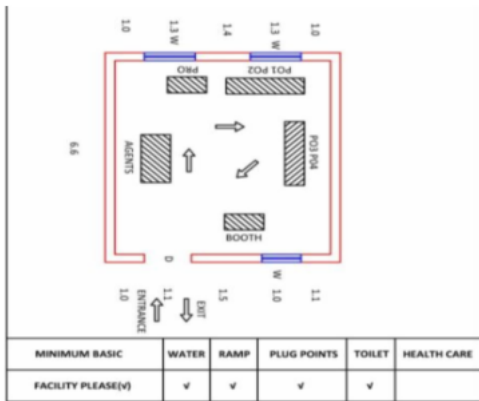 1.0 1.3 W 1.4 1.3 W 1.0
PRO PO1 PO2
6.6 AGENTS PO3 PO4
BOOTH
D W
1.0 1.1 1.5 1.0 1.1
ENTRANCE EXIT
MINIMUM BASIC WATER RAMP PLUG POINTS TOILET HEALTH CARE
FACILITY PLEASE(√) √ √ √ √